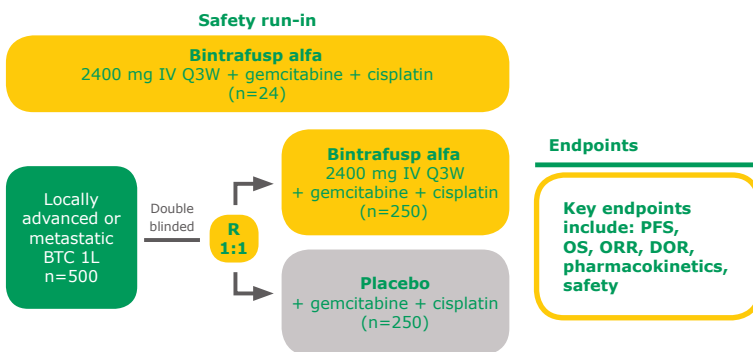 Safety run-in
Bintrafusp alfa
2400 mg IV Q3W + gemcitabine + cisplatin
(n=24)
Locally
advanced or
metastatic
BTC 1L
n=500
Double
blinded
R
1:1
Bintrafusp alfa
2400 mg IV Q3W
+ gemcitabine + cisplatin
(n=250)
Placebo
+ gemcitabine + cisplatin
(n=250)
Endpoints
Key endpoints
include: PFS,
OS, ORR, DOR,
pharmacokinetics,
safety